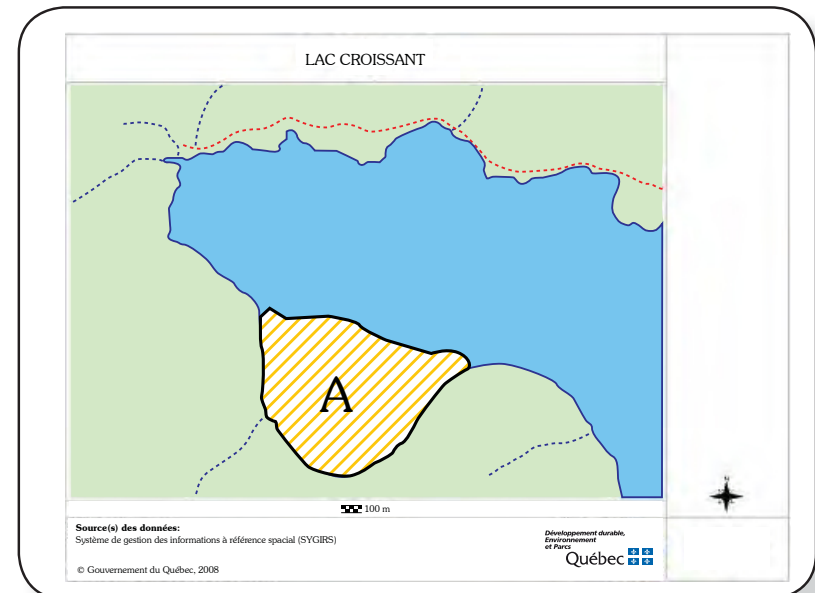 LAC CROISSANT
A
N
100 m
Source(s) des données:
Système de gestion des informations à référence spacial (SYGIRS)
© Gouvernement du Québec, 2008
Développement durable,
Environnement
et Parcs
Québec